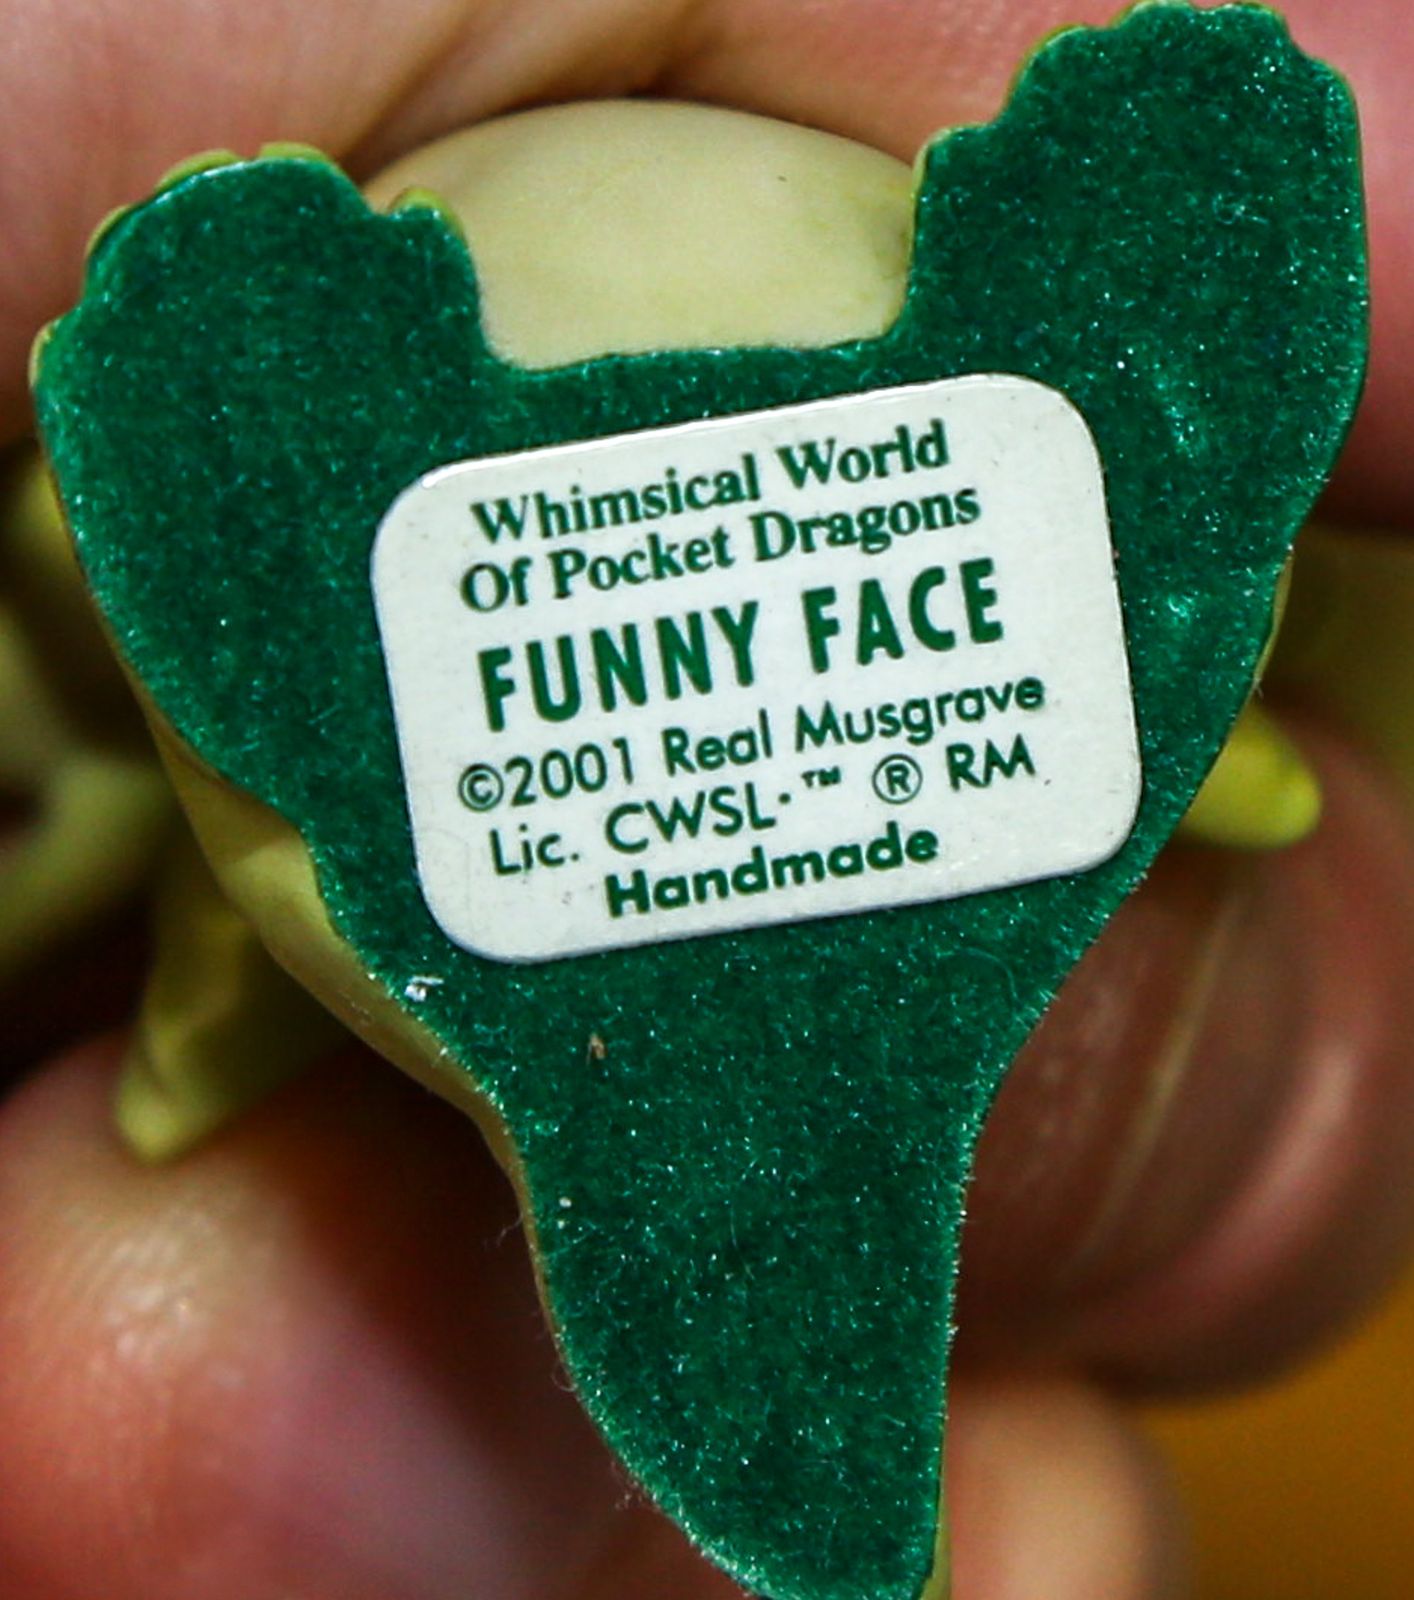 Whimsical World
Of Pocket Dragons
FUNNY FACE
©2001 Real Musgrave
Lic. CWSL.™ ® RM
Handmade